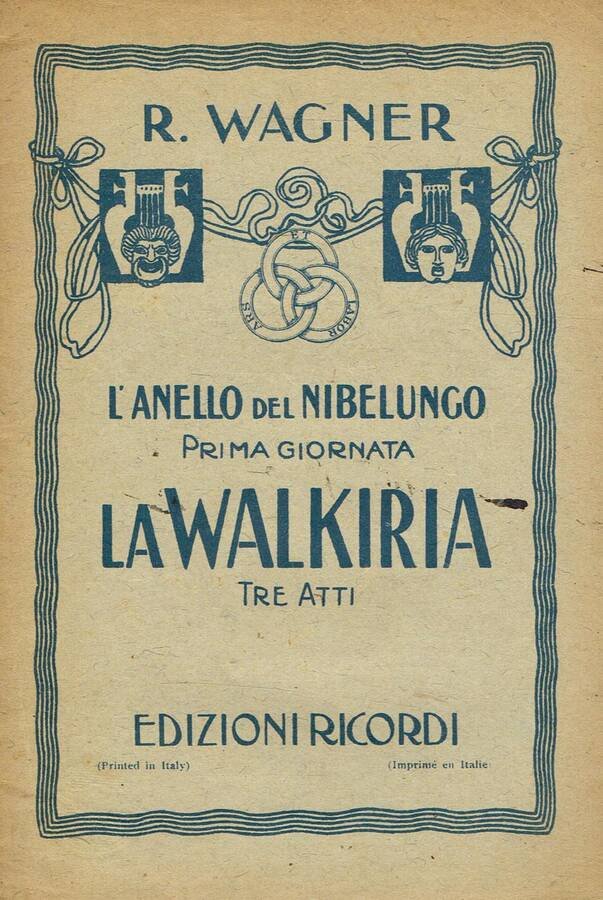 R. WAGNER
ARS ET LABOR
L'ANELLO DEL NIBELUNGO
PRIMA GIORNATA
LA WALKIRIA
TRE ATTI
EDIZIONI RICORDI
(Printed in Italy)
(Imprimé en Italie)